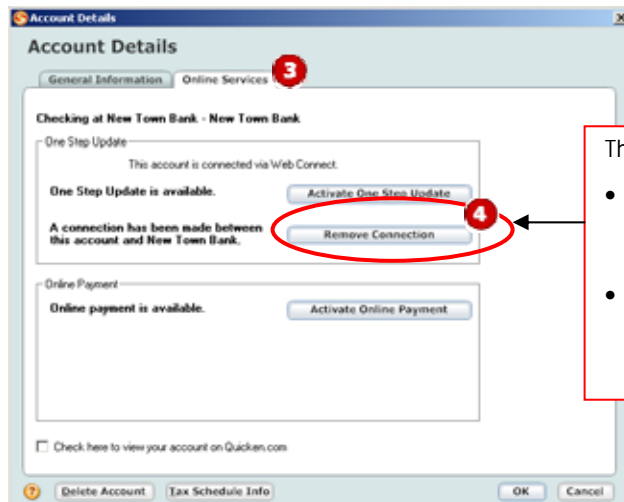 Account Details
Account Details
General Information Online Services 3
Checking at New Town Bank - New Town Bank
One Step Update
This account is connected via Web Connect.
One Step Update is available. Activate One Step Update
4
A connection has been made between
this account and New Town Bank. Remove Connection
Th
•
•
Online Payment
Online payment is available. Activate Online Payment
Check here to view your account on Quicken.com
? Delete Account Tax Schedule Info OK Cancel